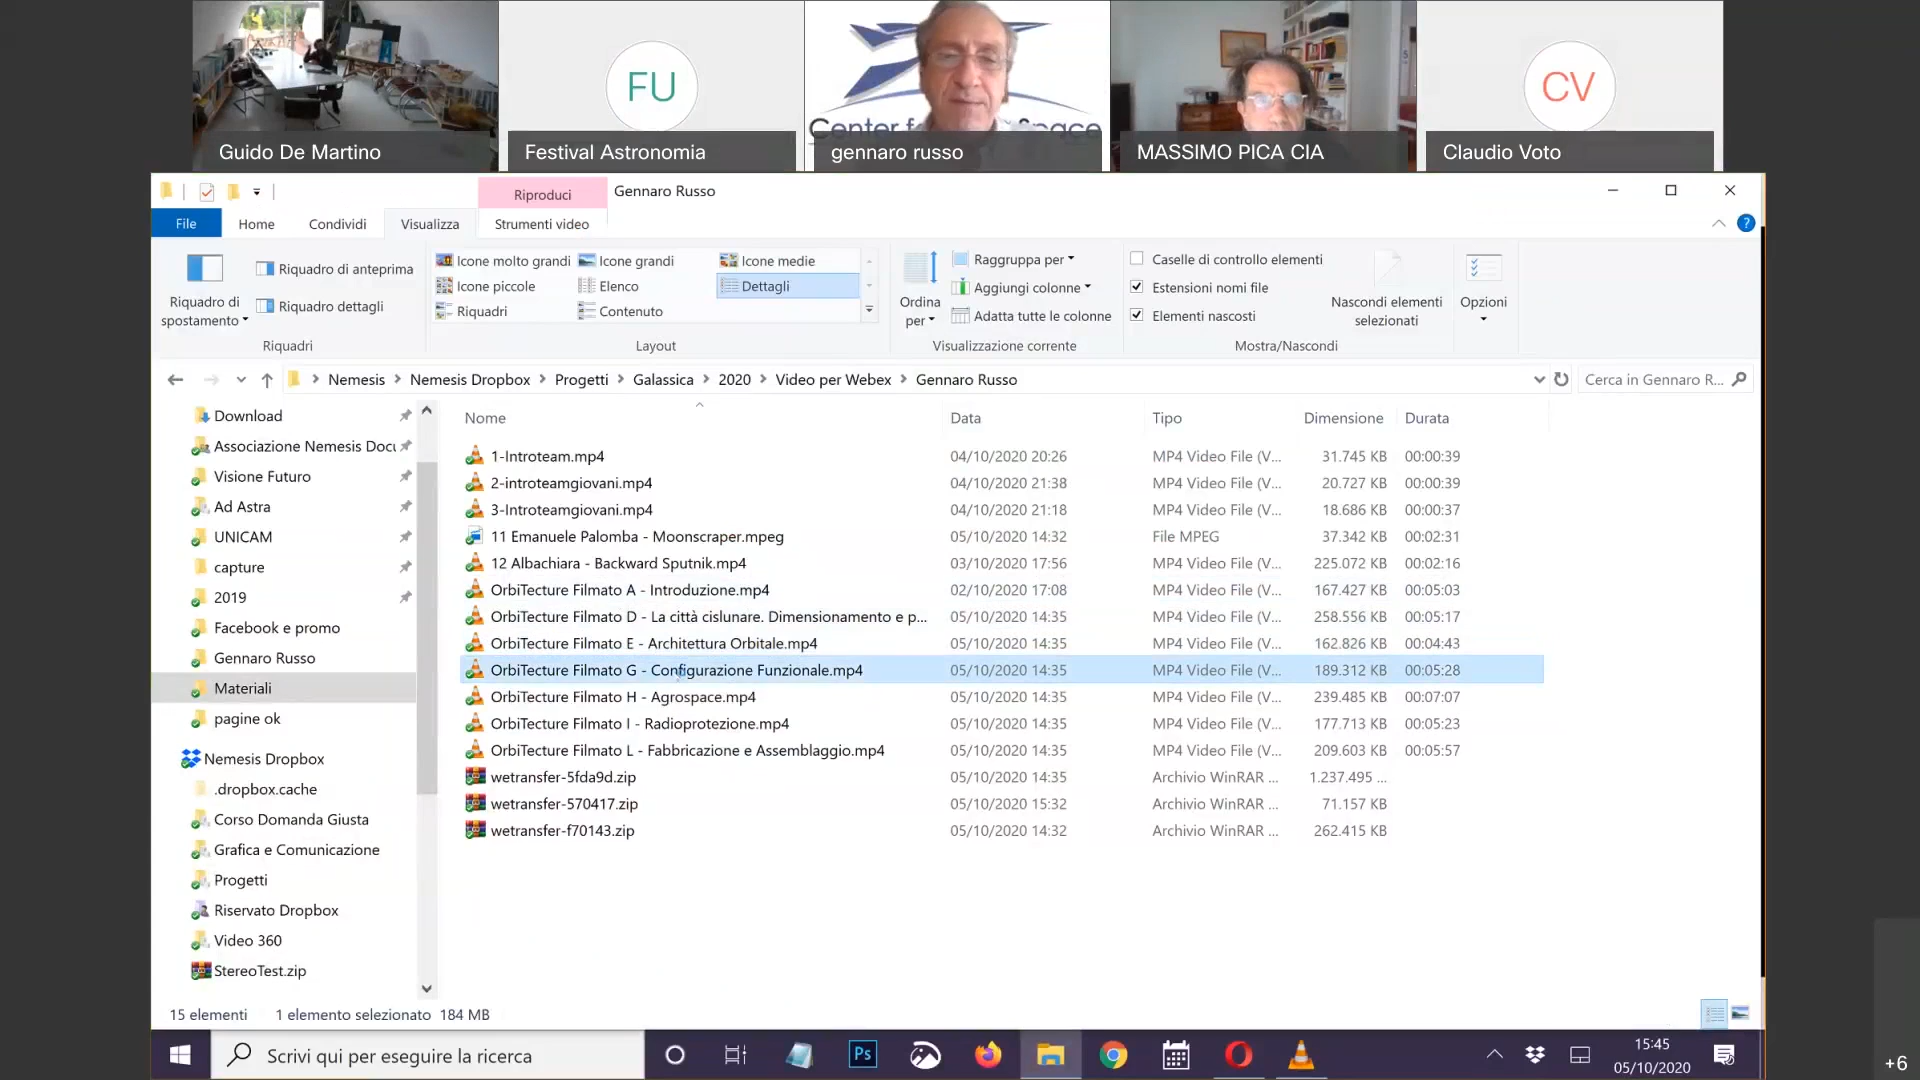 FU
CV
Center f
Space
Guido De Martino
Festival Astronomia
gennaro russo
MASSIMO PICA CIA
Claudio Voto
Riproduci
Gennaro Russo
File
Home
Condividi
Visualizza
Strumenti video
Riquadro di spostamento
Riquadro di anteprima
Riquadro dettagli
Riquadri
Icone molto grandi
Icone grandi
Icone medie
Icone piccole
Elenco
Dettagli
Riquadri
Contenuto
Layout
Ordina per
Raggruppa per
Aggiungi colonne
Adatta tutte le colonne
Visualizzazione corrente
Caselle di controllo elementi
Estensioni nomi file
Elementi nascosti
Nascondi elementi selezionati
Mostra/Nascondi
Opzioni
Nemesis > Nemesis Dropbox > Progetti > Galassica > 2020 > Video per Webex > Gennaro Russo
Cerca in Gennaro R...
Download
Associazione Nemesis Docu
Visione Futuro
Ad Astra
UNICAM
capture
2019
Facebook e promo
Gennaro Russo
Materiali
pagine ok
Nemesis Dropbox
.dropbox.cache
Corso Domanda Giusta
Grafica e Comunicazione
Progetti
Riservato Dropbox
Video 360
StereoTest.zip
Nome Data Tipo Dimensione Durata
1-Introteam.mp4 04/10/2020 20:26 MP4 Video File (V... 31.745 KB 00:00:39
2-introteamgiovani.mp4 04/10/2020 21:38 MP4 Video File (V... 20.727 KB 00:00:39
3-Introteamgiovani.mp4 04/10/2020 21:18 MP4 Video File (V... 18.686 KB 00:00:37
11 Emanuele Palomba - Moonscraper.mpeg 05/10/2020 14:32 File MPEG 37.342 KB 00:02:31
12 Albachiara - Backward Sputnik.mp4 03/10/2020 17:56 MP4 Video File (V... 225.072 KB 00:02:16
OrbiTecture Filmato A - Introduzione.mp4 02/10/2020 17:08 MP4 Video File (V... 167.427 KB 00:05:03
OrbiTecture Filmato D - La città cislunare. Dimensionamento e p... 05/10/2020 14:35 MP4 Video File (V... 258.556 KB 00:05:17
OrbiTecture Filmato E - Architettura Orbitale.mp4 05/10/2020 14:35 MP4 Video File (V... 162.826 KB 00:04:43
OrbiTecture Filmato G - Configurazione Funzionale.mp4 05/10/2020 14:35 MP4 Video File (V... 189.312 KB 00:05:28
OrbiTecture Filmato H - Agrospace.mp4 05/10/2020 14:35 MP4 Video File (V... 239.485 KB 00:07:07
OrbiTecture Filmato I - Radioprotezione.mp4 05/10/2020 14:35 MP4 Video File (V... 177.713 KB 00:05:23
OrbiTecture Filmato L - Fabbricazione e Assemblaggio.mp4 05/10/2020 14:35 MP4 Video File (V... 209.603 KB 00:05:57
wetransfer-5fda9d.zip 05/10/2020 14:35 Archivio WinRAR ... 1.237.495 ...
wetransfer-570417.zip 05/10/2020 15:32 Archivio WinRAR ... 71.157 KB
wetransfer-f70143.zip 05/10/2020 14:32 Archivio WinRAR ... 262.415 KB
15 elementi 1 elemento selezionato 184 MB
Scrivi qui per eseguire la ricerca
Ps
15:45
05/10/2020
+6